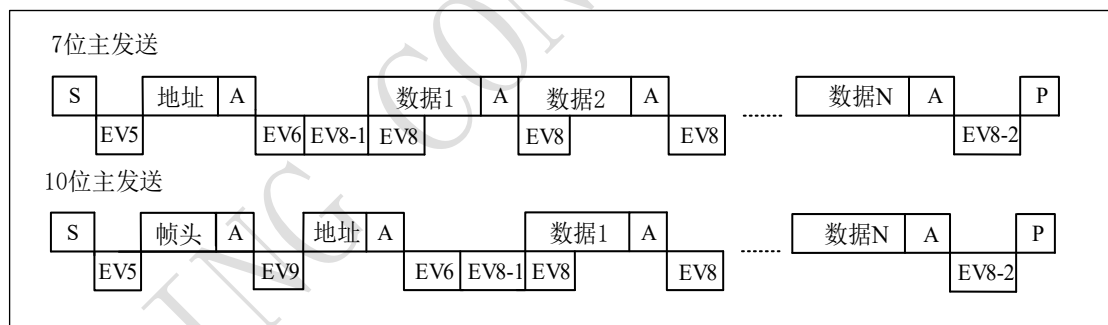 7位主发送
S 地址 A 数据1 A 数据2 A 数据N A P
EV5 EV6 EV8-1 EV8 EV8 EV8 ...... EV8-2
10位主发送
S 帧头 A 地址 A 数据1 A 数据N A P
EV5 EV9 EV6 EV8-1 EV8 EV8 ...... EV8-2